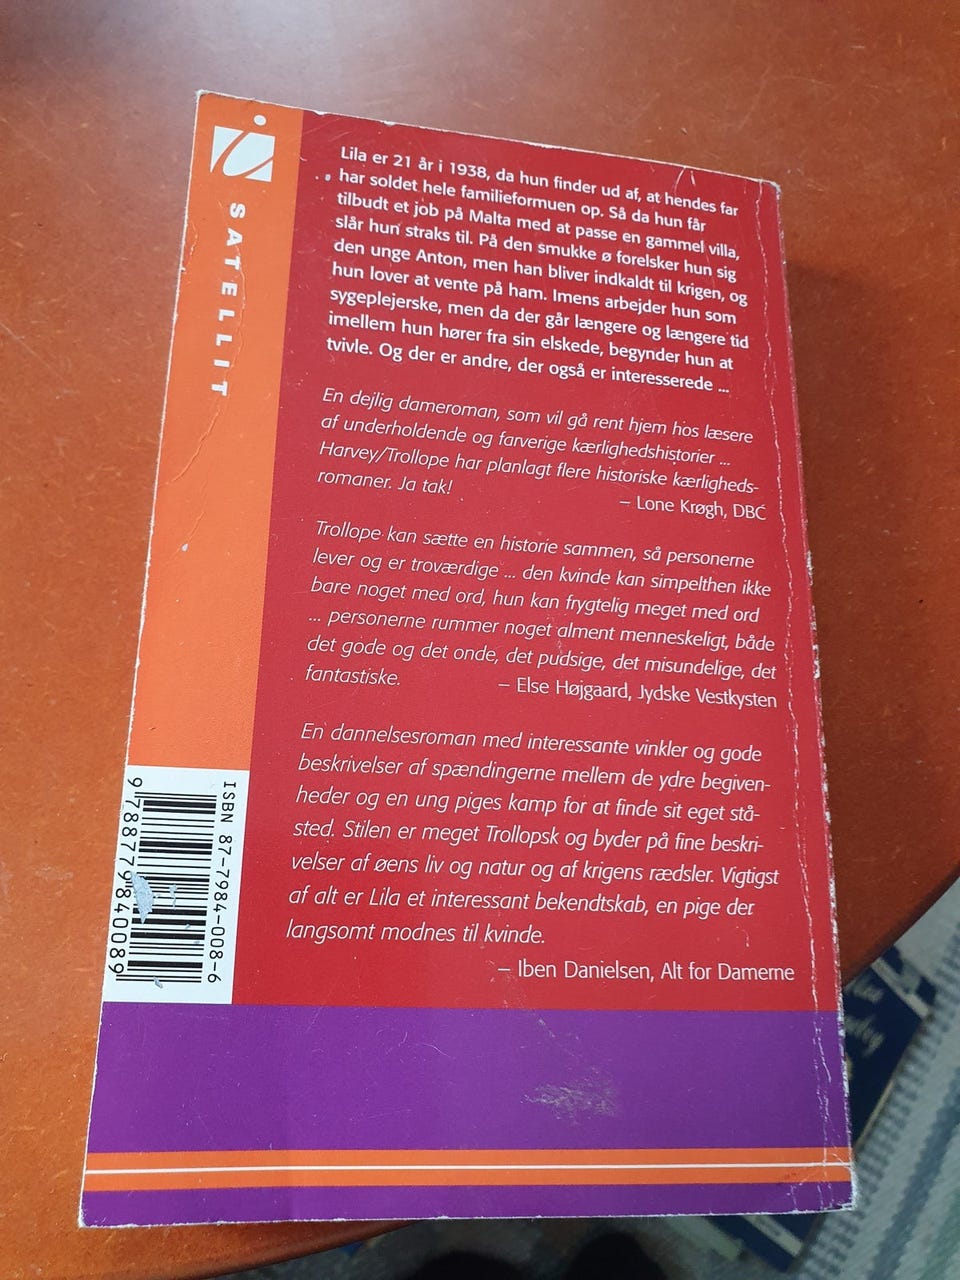 SATELLIT
Lila er 21 år i 1938, da hun finder ud af, at hendes far
har soldet hele familieformuen op. Så da hun får
tilbudt et job på Malta med at passe en gammel villa,
slår hun straks til. På den smukke ø forelsker hun sig
den unge Anton, men han bliver indkaldt til krigen, og
hun lover at vente på ham. Imens arbejder hun som
sygeplejerske, men da der går længere og længere tid
imellem hun hører fra sin elskede, begynder hun at
tvivle. Og der er andre, der også er interesserede ...
En dejlig dameroman, som vil gå rent hjem hos læsere
af underholdende og farverige kærlighedshistorier ...
Harvey/Trollope har planlagt flere historiske kærligheds-
romaner. Ja tak!
– Lone Krøgh, DBC
Trollope kan sætte en historie sammen, så personerne
lever og er troværdige ... den kvinde kan simpelthen ikke
bare noget med ord, hun kan frygtelig meget med ord
... personerne rummer noget alment menneskeligt, både
det gode og det onde, det pudsige, det misundelige, det
fantastiske.
– Else Højgaard, Jydske Vestkysten
En dannelsesroman med interessante vinkler og gode
beskrivelser af spændingerne mellem de ydre begiven-
heder og en ung piges kamp for at finde sit eget stå-
sted. Stilen er meget Trollopsk og byder på fine beskri-
velser af øens liv og natur og af krigens rædsler. Vigtigst
af alt er Lila et interessant bekendtskab, en pige der
langsomt modnes til kvinde.
– Iben Danielsen, Alt for Damerne
ISBN 87-7984-008-6
9 788779 840089